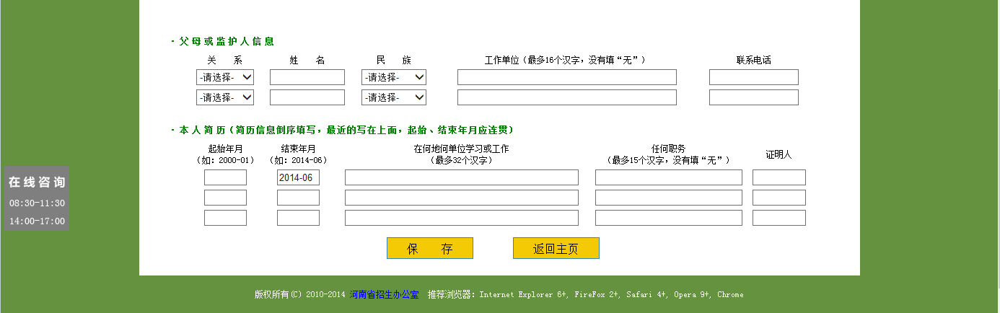 · 父 母 或 监 护 人 信 息
关 系 姓 名 民 族 工作单位（最多16个汉字，没有填“无”） 联系电话
-请选择- -请选择-
-请选择- -请选择-
· 本 人 简 历（简历信息倒序填写，最近的写在上面，起始、结束年月应连贯）
起始年月 结束年月 在何地何单位学习或工作 任何职务 证明人
（如：2000-01） （如：2014-06） （最多32个汉字） （最多15个汉字，没有填“无”）
2014-06
在 线 咨 询
08:30-11:30
14:00-17:00
保 存 返回主页
版权所有(C) 2010-2014 河南省招生办公室 推荐浏览器：Internet Explorer 6+, FireFox 2+, Safari 4+, Opera 9+, Chrome